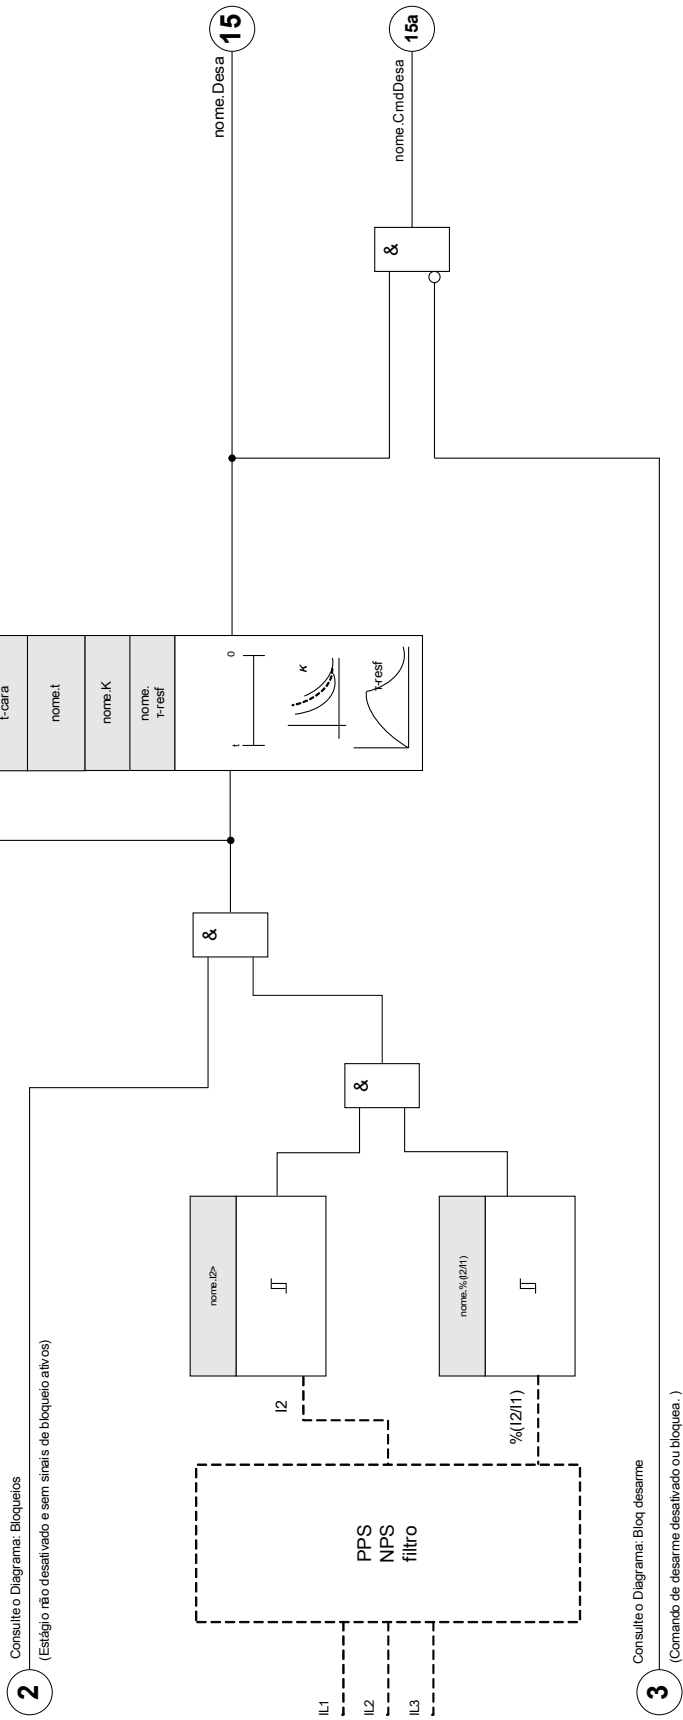 2
Consulte o Diagrama: Bloqueios
(Estágio não desativado e sem sinais de bloqueio ativos)
IL1
IL2
IL3
PPS
NPS
filtro
I2
%(I2/I1)
nome.I2>
nome.%(I2/I1)
&
&
t-cara
nome.t
nome.K
nome.
τ-resf
t
0
K
τ-resf
nome.Desa
15
&
nome.CmdDesa
15a
3
Consulte o Diagrama: Bloq desarme
(Comando de desarme desativado ou bloquea. )